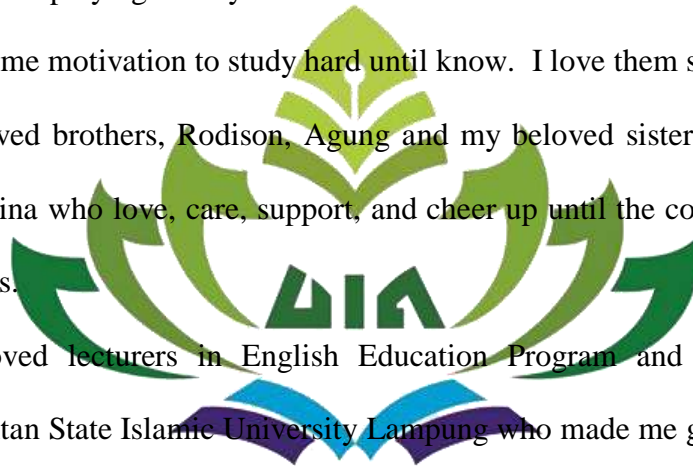 me motivation to study hard until know. I love them s
ved brothers, Rodison, Agung and my beloved sister
ina who love, care, support, and cheer up until the co
s.
UIN
oved lecturers in English Education Program and
tan State Islamic University Lampung who made me g